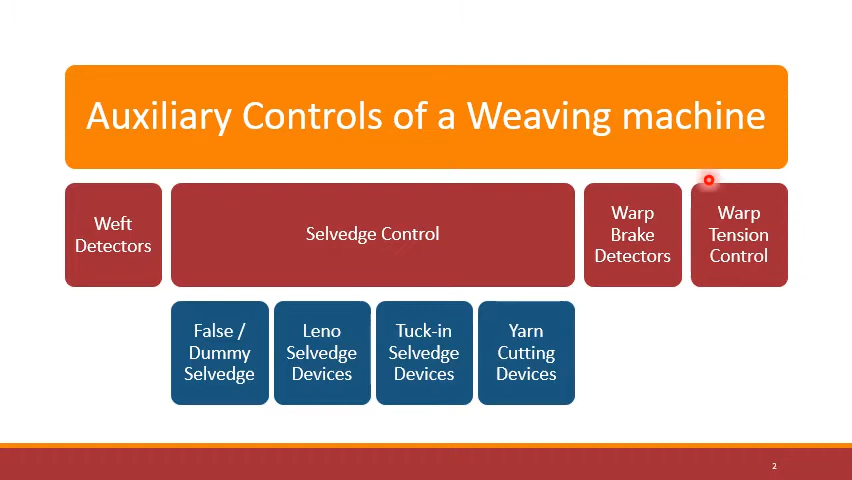 Auxiliary Controls of a Weaving machine
Weft
Detectors
Selvedge Control
Warp
Brake
Detectors
Warp
Tension
Control
False /
Dummy
Selvedge
Leno
Selvedge
Devices
Tuck-in
Selvedge
Devices
Yarn
Cutting
Devices
2